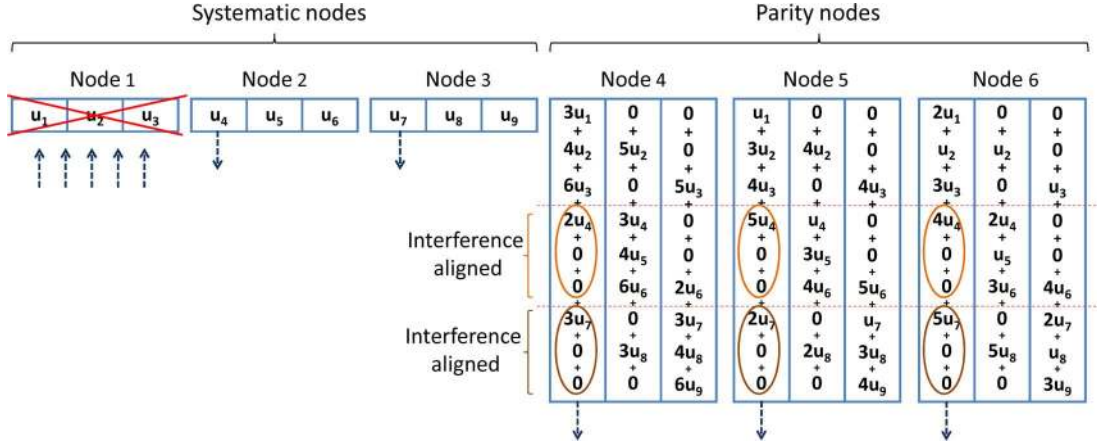 Systematic nodes Parity nodes
Node 1 Node 2 Node 3 Node 4 Node 5 Node 6
u1 u2 u3 u4 u5 u6 u7 u8 u9
3u1 0 0 u1 0 0 2u1 0 0
+ + + + + + + + +
4u2 5u2 0 3u2 4u2 0 u2 u2 0
+ + + + + + + + +
6u3 0 5u3 4u3 0 4u3 3u3 0 u3
+ + + + + + + + +
2u4 3u4 0 5u4 u4 0 4u4 2u4 0
+ + + + + + + + +
Interference aligned
0 4u5 0 0 3u5 0 0 u5 0
+ + + + + + + + +
0 6u6 2u6 0 4u6 5u6 0 3u6 4u6
+ + + + + + + + +
3u7 0 3u7 2u7 0 u7 5u7 0 2u7
+ + + + + + + + +
Interference aligned
0 3u8 4u8 0 2u8 3u8 0 5u8 u8
+ + + + + + + + +
0 0 6u9 0 0 4u9 0 0 3u9